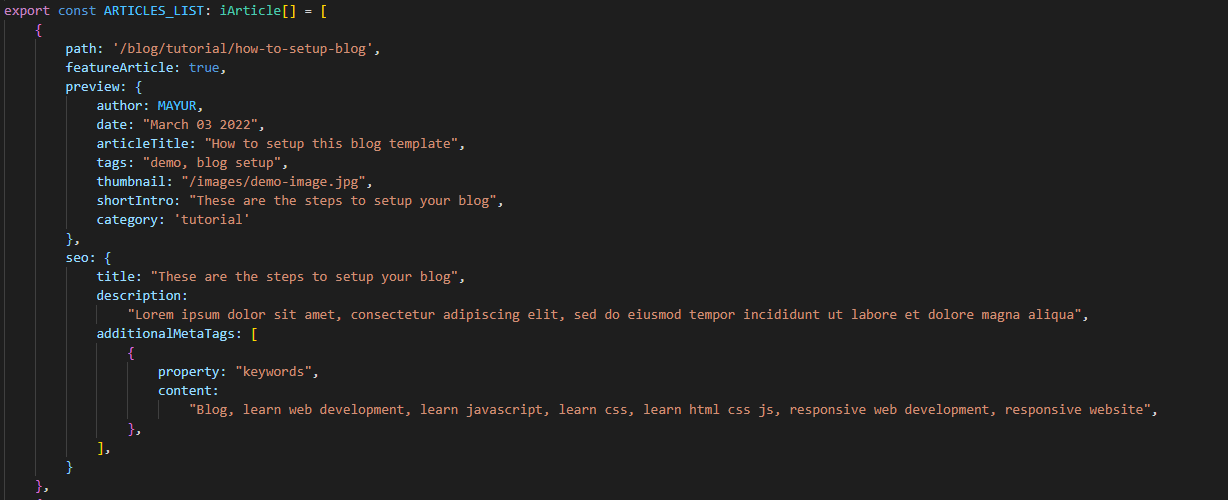 export const ARTICLES_LIST: iArticle[] = [
    {
        path: '/blog/tutorial/how-to-setup-blog',
        featureArticle: true,
        preview: {
            author: MAYUR,
            date: "March 03 2022",
            articleTitle: "How to setup this blog template",
            tags: "demo, blog setup",
            thumbnail: "/images/demo-image.jpg",
            shortIntro: "These are the steps to setup your blog",
            category: 'tutorial'
        },
        seo: {
            title: "These are the steps to setup your blog",
            description:
                "Lorem ipsum dolor sit amet, consectetur adipiscing elit, sed do eiusmod tempor incididunt ut labore et dolore magna aliqua",
            additionalMetaTags: [
                {
                    property: "keywords",
                    content:
                        "Blog, learn web development, learn javascript, learn css, learn html css js, responsive web development, responsive website",
                },
            ],
        }
    },